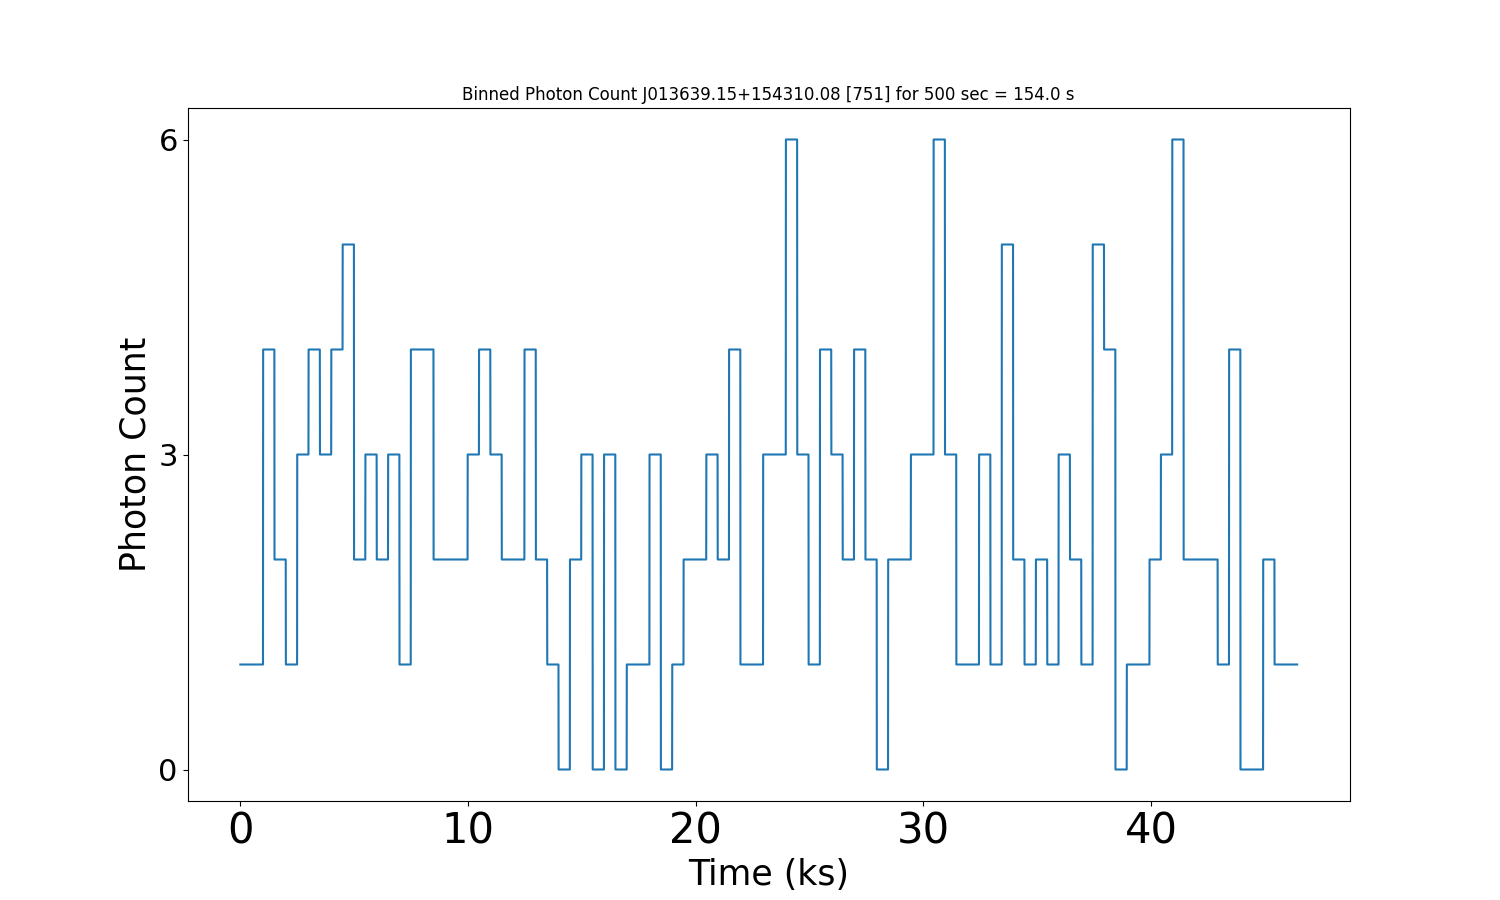 Binned Photon Count J013639.15+154310.08 [751] for 500 sec = 154.0 s
Photon Count
6
3
0
0 10 20 30 40
Time (ks)